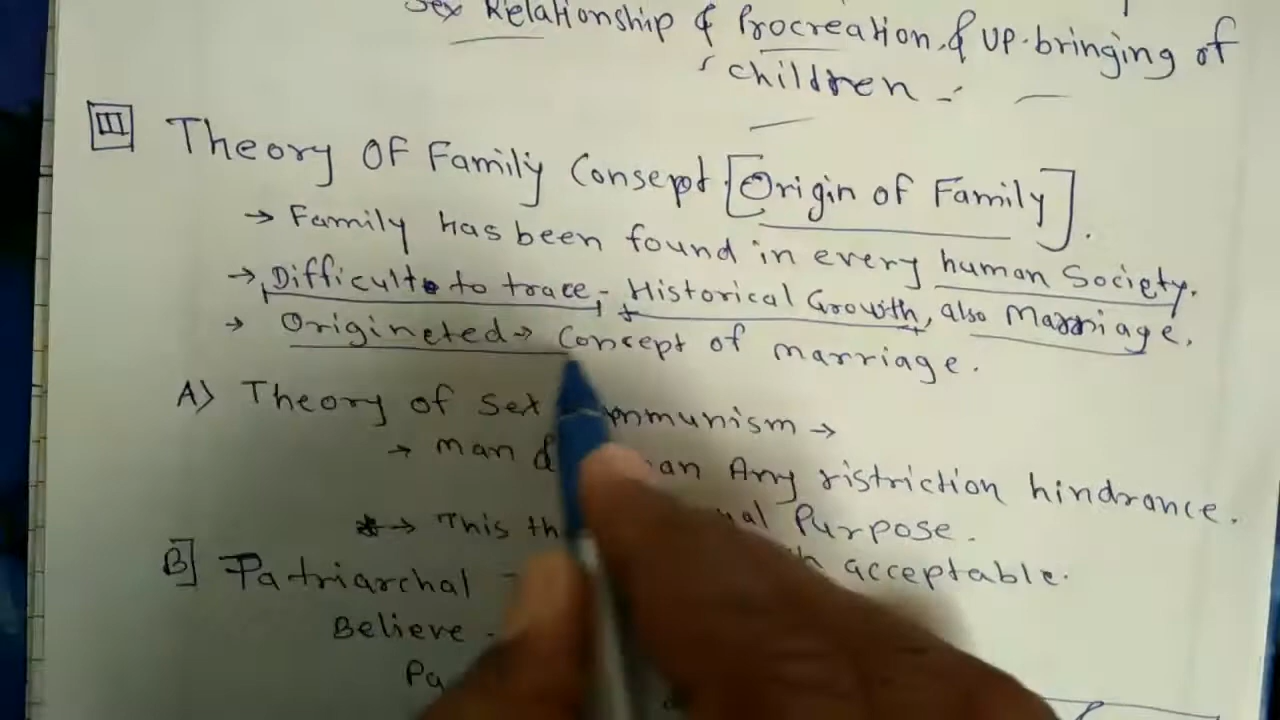 Sex Relationship & Procreation, & up-bringing of
children -
III Theory OF Family Consept [Origin of Family].
→ Family has been found in every human Society.
→ Difficult to trace, - Historical Growth, also Marriage.
→ Origineted → Concept of marriage.
A) Theory of Sex mmunism →
→ man an Any ristriction hindrance.
Purpose.
→ This acceptable.
B] Patriarchal
Believe -
Pa